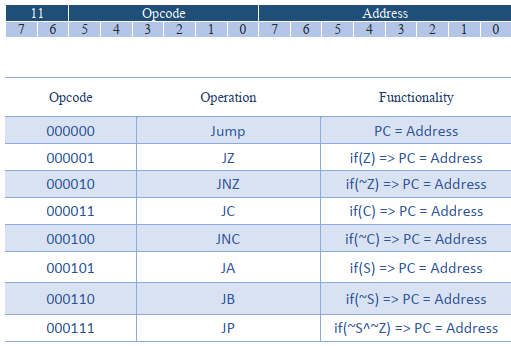 11 Opcode Address
7 6 5 4 3 2 1 0 7 6 5 4 3 2 1 0
Opcode Operation Functionality
000000 Jump PC = Address
000001 JZ if(Z) => PC = Address
000010 JNZ if(~Z) => PC = Address
000011 JC if(C) => PC = Address
000100 JNC if(~C) => PC = Address
000101 JA if(S) => PC = Address
000110 JB if(~S) => PC = Address
000111 JP if(~S^~Z) => PC = Address